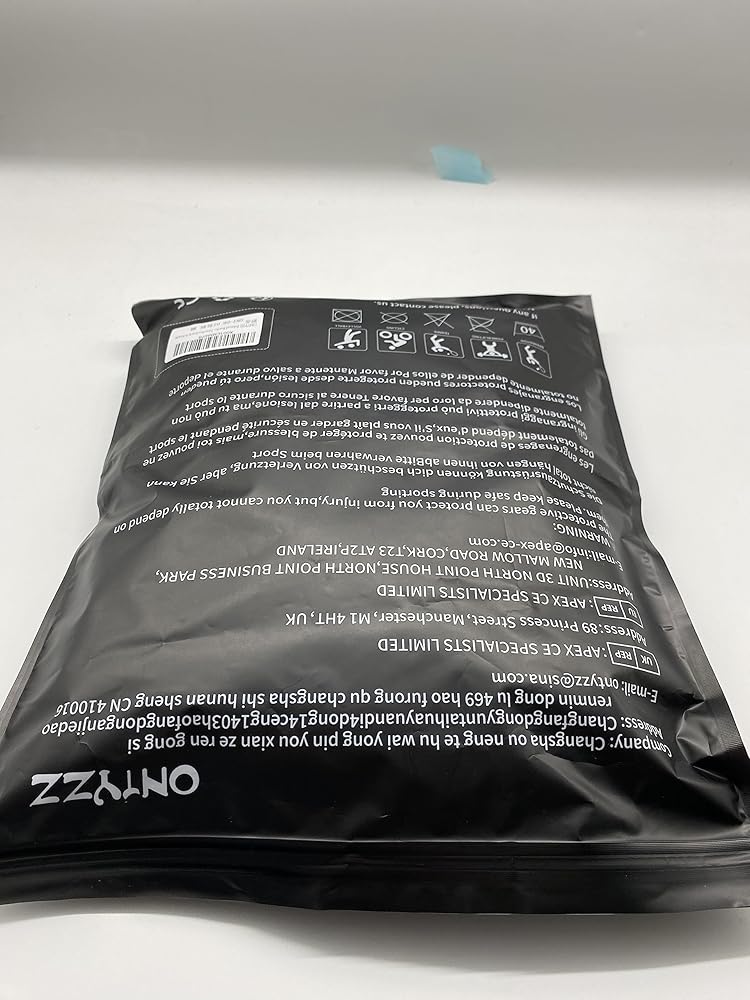 ONTYZZ
Company: Changsha ou neng te hu wai yong pin you xian ze ren gong si
Address: Changfangdongyuntaihuayuandi4dong14ceng1403haofangdongdanjiedao
renmin dong lu 469 hao furong qu changsha shi hunan sheng CN 410016
E-mail: ontyzz@sina.com
UK REP : APEX CE SPECIALISTS LIMITED
Address:89 Princess Street, Manchester, M1 4HT, UK
REP : APEX CE SPECIALISTS LIMITED
Address:UNIT 3D NORTH POINT HOUSE,NORTH POINT BUSINESS PARK,
NEW MALLOW ROAD,CORK,T23 AT2P,IRELAND
E-mail:info@apex-ce.com
WARNING:
The protective gears can protect you from injury,but you cannot totally depend on
them.Please keep safe during sporting
Die schutzausrüstung können dich beschützen von Verletzung, aber Sie kann
nicht total hängen von Ihnen abBitte verwahren beim sport
Les engrenages de protection pouvez te protéger de blessure,mais toi pouvez ne
pas totalement dépend d'eux.S'il vous plaît garder en sécurité pendant le sport
Gli ingranaggi protettivi può proteggerti a partire dal lesione,ma tu può non
totalmente dipendere da loro per favore Tenere al sicuro durante lo sport
Los engranajes protectores pueden protegerte desde lesión,pero tú pueden
no totalmente depender de ellos Por favor Mantente a salvo durante el deporte
40
If any questions, please contact us.